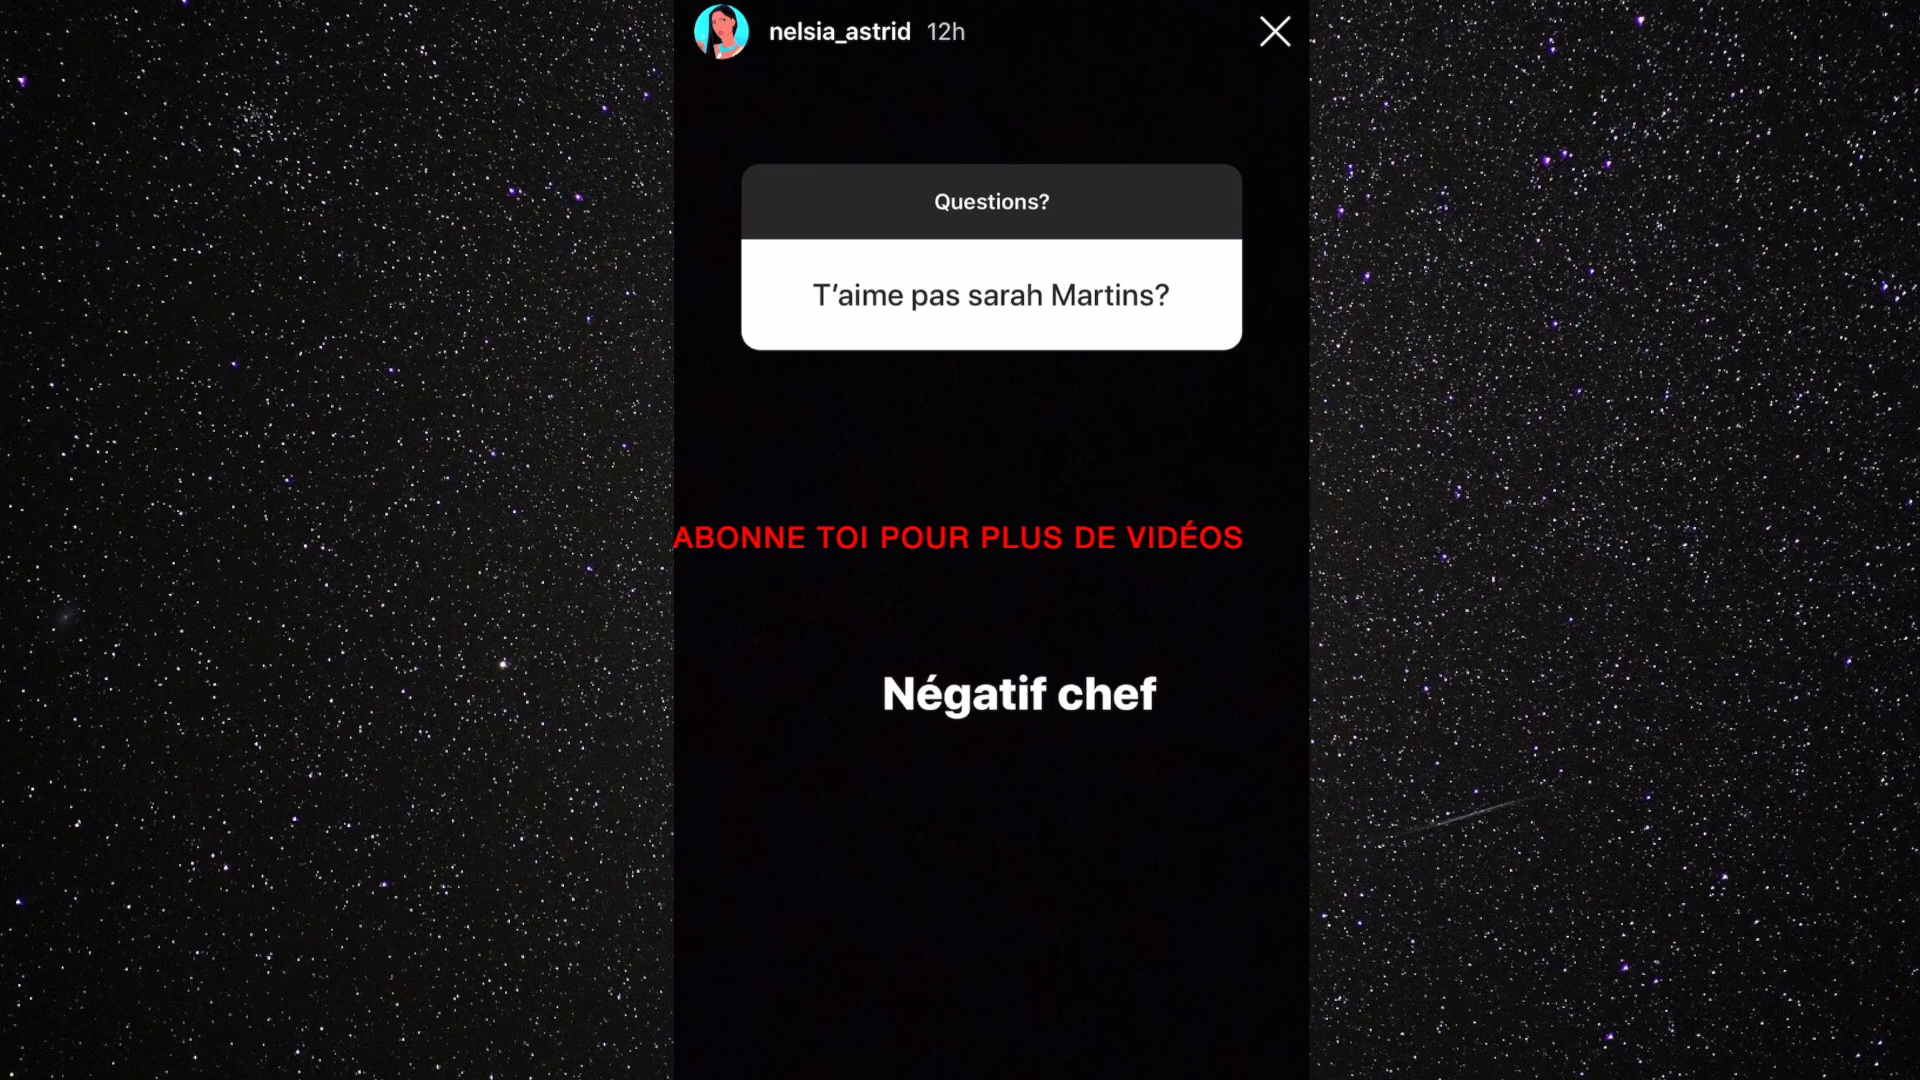 nelsia_astrid 12h
Questions?
T'aime pas sarah Martins?
ABONNE TOI POUR PLUS DE VIDÉOS
Négatif chef